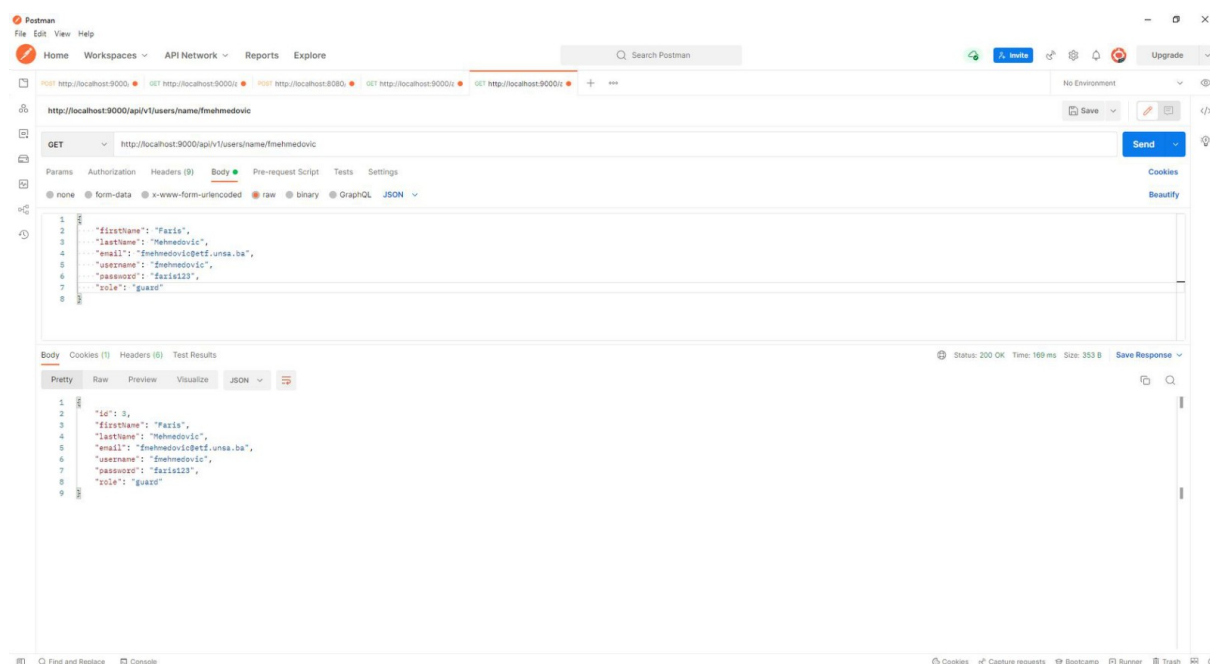 Postman
File Edit View Help
Home Workspaces API Network Reports Explore Search Postman Invite Upgrade
POST http://localhost:9000/ GET http://localhost:9000/a POST http://localhost:8080/ GET http://localhost:9000/a GET http://localhost:9000/a + No Environment
http://localhost:9000/api/v1/users/name/fmehmedovic Save
GET http://localhost:9000/api/v1/users/name/fmehmedovic Send
Params Authorization Headers (9) Body Pre-request Script Tests Settings Cookies
none form-data x-www-form-urlencoded raw binary GraphQL JSON Beautify
1 {
2 "firstName": "Faris",
3 "lastName": "Mehmedovic",
4 "email": "fmehmedovic@etf.unsa.ba",
5 "username": "fmehmedovic",
6 "password": "faris123",
7 "role": "guard"
8 }
Body Cookies (1) Headers (6) Test Results Status: 200 OK Time: 169 ms Size: 353 B Save Response
Pretty Raw Preview Visualize JSON
1 {
2 "id": 3,
3 "firstName": "Faris",
4 "lastName": "Mehmedovic",
5 "email": "fmehmedovic@etf.unsa.ba",
6 "username": "fmehmedovic",
7 "password": "faris123",
8 "role": "guard"
9 }
Find and Replace Console Cookies Capture requests Bootcamp Runner Trash